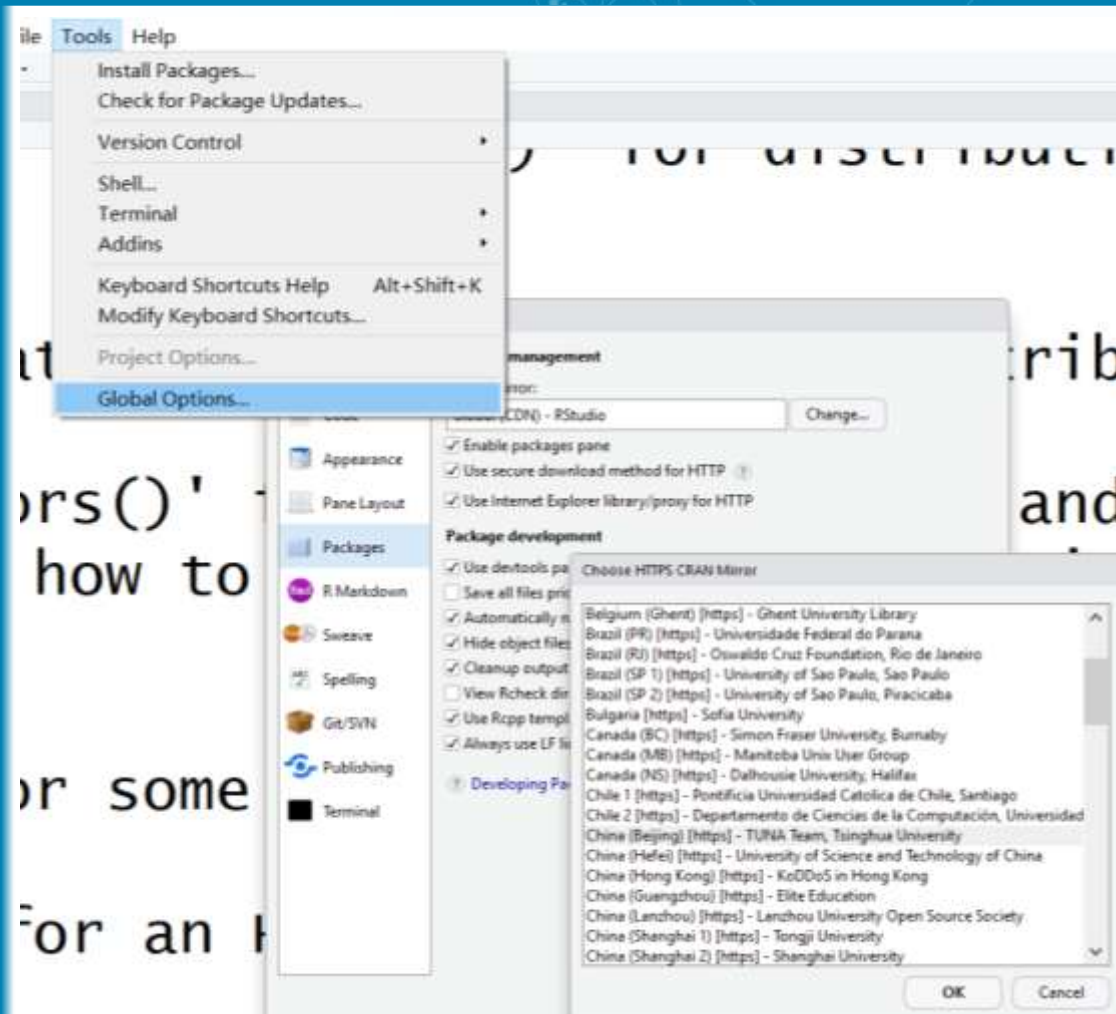 ile Tools Help
Install Packages...
Check for Package Updates...
Version Control
Shell...
Terminal
Addins
Keyboard Shortcuts Help Alt+Shift+K
Modify Keyboard Shortcuts...
Project Options...
Global Options...
management
(CDN) - RStudio Change...
Enable packages pane
Use secure download method for HTTP ?
Use Internet Explorer library/proxy for HTTP
Package development
Use devtools pa
Save all files pri
Automatically
Hide object files
Cleanup output
View Rcheck dir
Use Rcpp templ
Always use LF
? Developing Pa
Appearance
Pane Layout
Packages
R Markdown
Sweave
Spelling
Git/SVN
Publishing
Terminal
Choose HTTPS CRAN Mirror
Belgium (Ghent) [https] - Ghent University Library
Brazil (PR) [https] - Universidade Federal do Parana
Brazil (RJ) [https] - Oswaldo Cruz Foundation, Rio de Janeiro
Brazil (SP 1) [https] - University of Sao Paulo, Sao Paulo
Brazil (SP 2) [https] - University of Sao Paulo, Piracicaba
Bulgaria [https] - Sofia University
Canada (BC) [https] - Simon Fraser University, Burnaby
Canada (MB) [https] - Manitoba Unix User Group
Canada (NS) [https] - Dalhousie University, Halifax
Chile 1 [https] - Pontificia Universidad Catolica de Chile, Santiago
Chile 2 [https] - Departamento de Ciencias de la Computación, Universidad
China (Beijing) [https] - TUNA Team, Tsinghua University
China (Hefei) [https] - University of Science and Technology of China
China (Hong Kong) [https] - KoDDoS in Hong Kong
China (Guangzhou) [https] - Elite Education
China (Lanzhou) [https] - Lanzhou University Open Source Society
China (Shanghai 1) [https] - Tongji University
China (Shanghai 2) [https] - Shanghai University
OK Cancel
) for distributi
at trib
ors()' and
how to
or some
for an